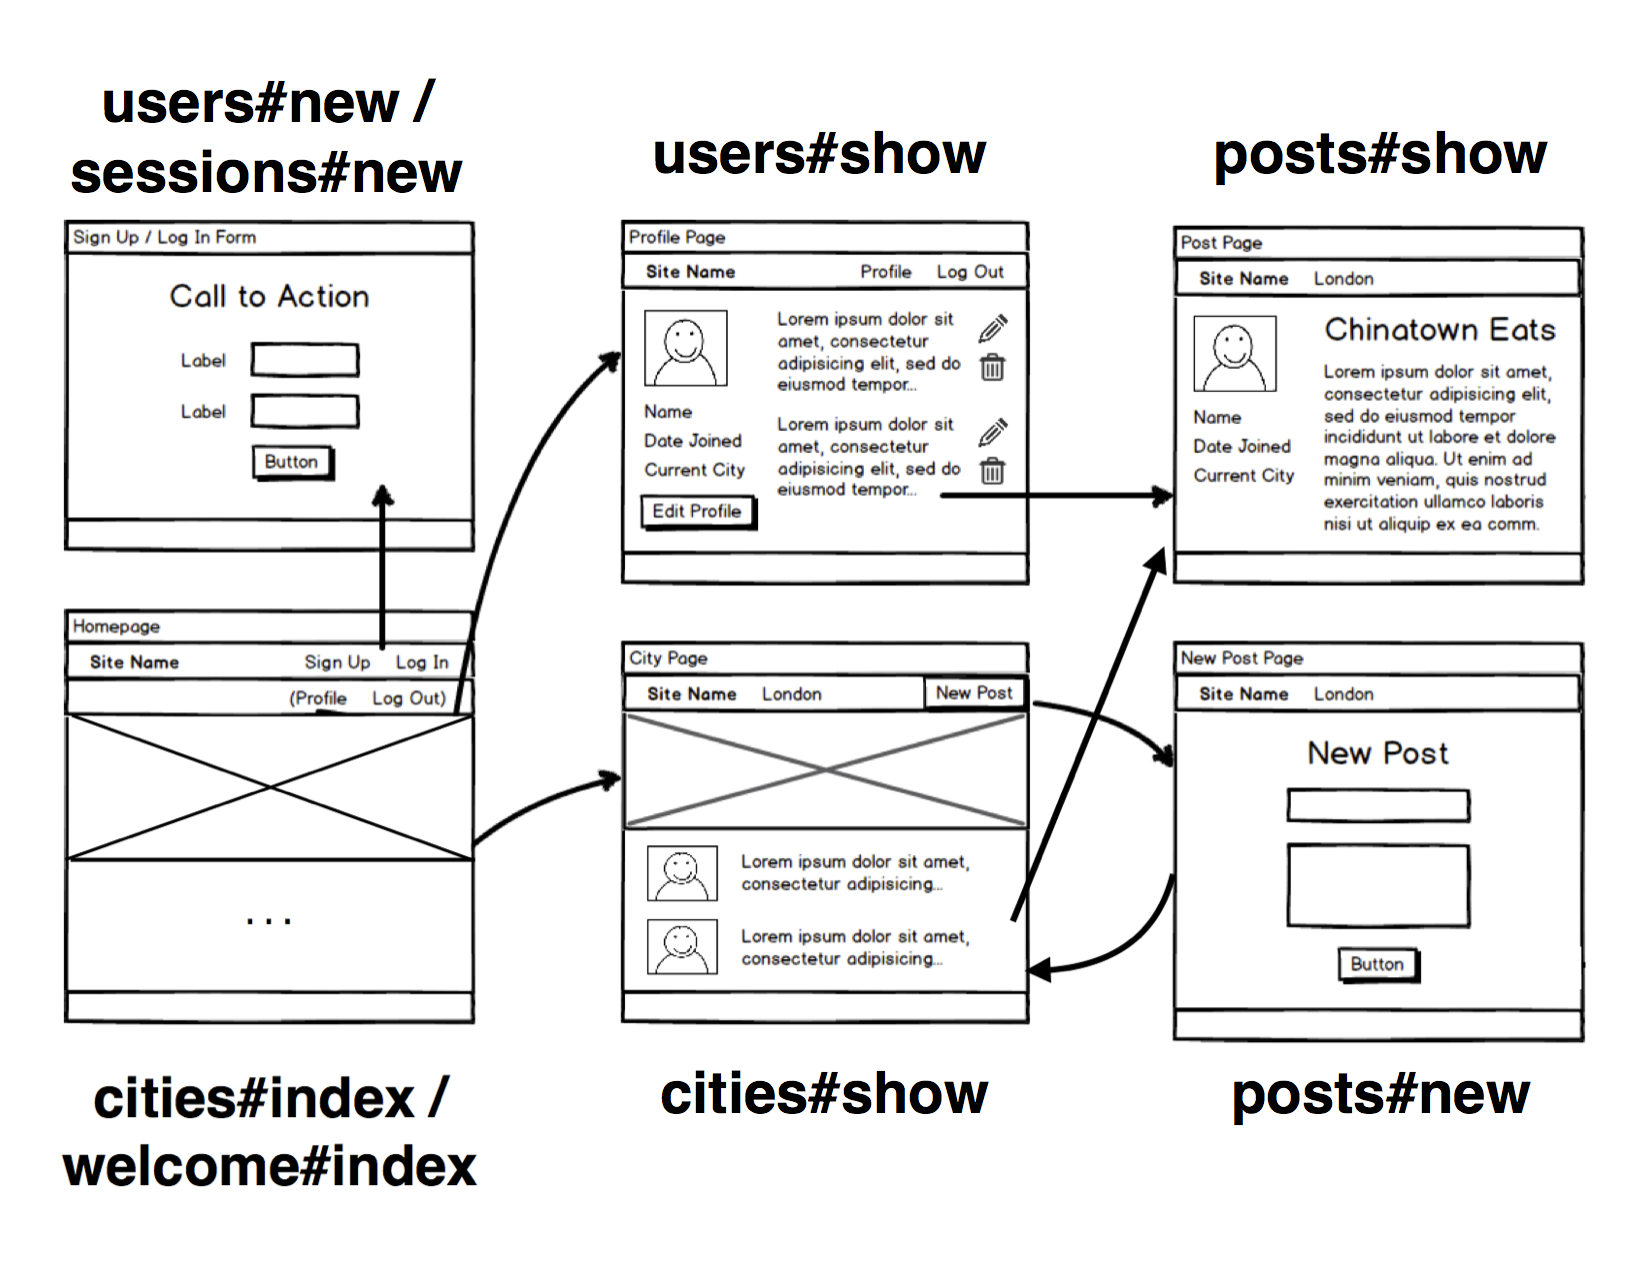 users#new /
sessions#new
Sign Up / Log In Form
Call to Action
Label
Label
Button
users#show
Profile Page
Site Name Profile Log Out
Lorem ipsum dolor sit
amet, consectetur
adipisicing elit, sed do
eiusmod tempor...
Name
Date Joined
Current City
Edit Profile
Lorem ipsum dolor sit
amet, consectetur
adipisicing elit, sed do
eiusmod tempor...
posts#show
Post Page
Site Name London
Name
Date Joined
Current City
Chinatown Eats
Lorem ipsum dolor sit amet,
consectetur adipisicing elit,
sed do eiusmod tempor
incididunt ut labore et dolore
magna aliqua. Ut enim ad
minim veniam, quis nostrud
exercitation ullamco laboris
nisi ut aliquip ex ea comm.
Homepage
Site Name Sign Up Log In
(Profile Log Out)
...
cities#index /
welcome#index
City Page
Site Name London New Post
Lorem ipsum dolor sit amet,
consectetur adipisicing...
Lorem ipsum dolor sit amet,
consectetur adipisicing...
cities#show
New Post Page
Site Name London
New Post
Button
posts#new